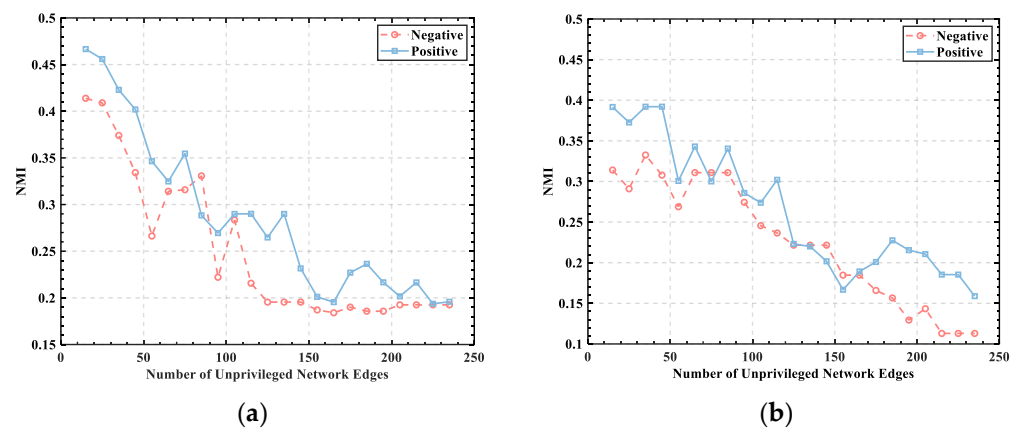 0.5
0.45
0.4
0.35
0.3
0.25
0.2
0.15
NMI
0 50 100 150 200 250
Number of Unprivileged Network Edges
Negative
Positive
(a)
0.5
0.45
0.4
0.35
0.3
0.25
0.2
0.15
0.1
NMI
0 50 100 150 200 250
Number of Unprivileged Network Edges
Negative
Positive
(b)